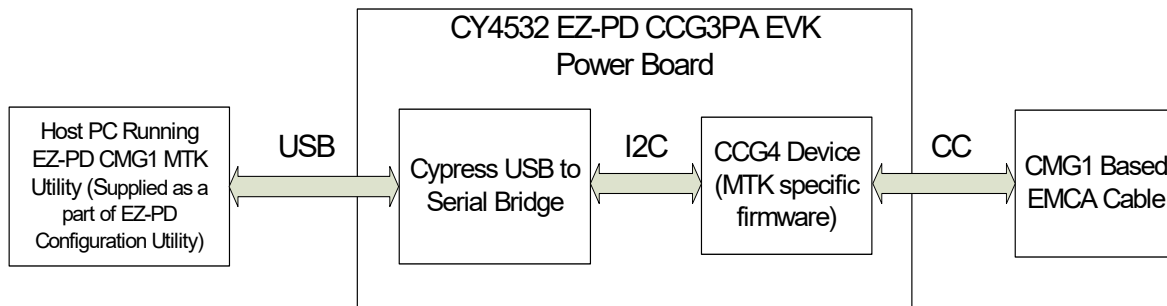 CY4532 EZ-PD CCG3PA EVK
Power Board
Host PC Running
EZ-PD CMG1 MTK
Utility (Supplied as a
part of EZ-PD
Configuration Utility)
USB
Cypress USB to
Serial Bridge
I2C
CCG4 Device
(MTK specific
firmware)
CC
CMG1 Based
EMCA Cable